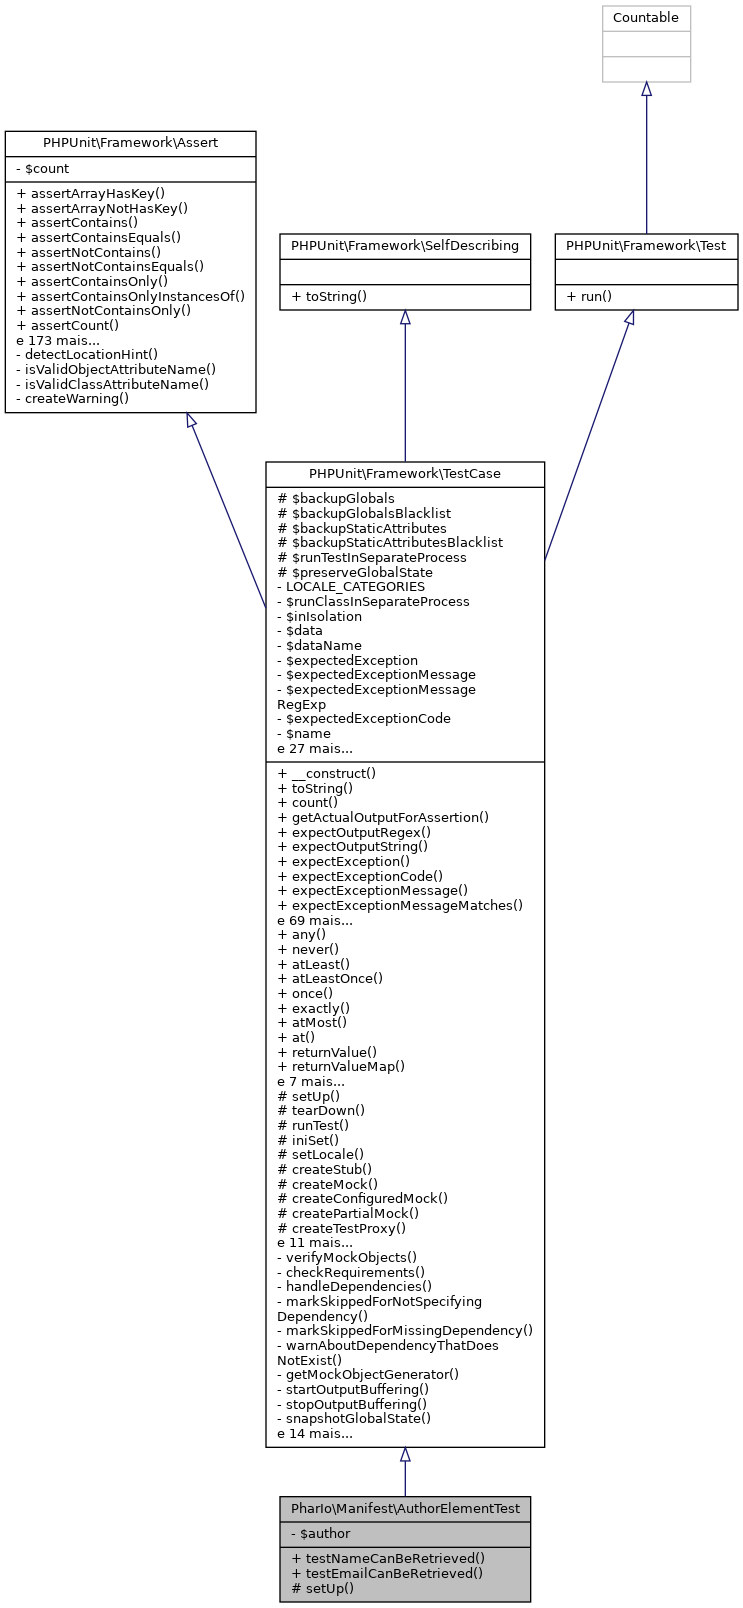 Countable
PHPUnit\Framework\Assert
- $count
+ assertArrayHasKey()
+ assertArrayNotHasKey()
+ assertContains()
+ assertContainsEquals()
+ assertNotContains()
+ assertNotContainsEquals()
+ assertContainsOnly()
+ assertContainsOnlyInstancesOf()
+ assertNotContainsOnly()
+ assertCount()
e 173 mais...
- detectLocationHint()
- isValidObjectAttributeName()
- isValidClassAttributeName()
- createWarning()
PHPUnit\Framework\SelfDescribing
+ toString()
PHPUnit\Framework\Test
+ run()
PHPUnit\Framework\TestCase
# $backupGlobals
# $backupGlobalsBlacklist
# $backupStaticAttributes
# $backupStaticAttributesBlacklist
# $runTestInSeparateProcess
# $preserveGlobalState
- LOCALE_CATEGORIES
- $runClassInSeparateProcess
- $inIsolation
- $data
- $dataName
- $expectedException
- $expectedExceptionMessage
- $expectedExceptionMessage
RegExp
- $expectedExceptionCode
- $name
e 27 mais...
+ __construct()
+ toString()
+ count()
+ getActualOutputForAssertion()
+ expectOutputRegex()
+ expectOutputString()
+ expectException()
+ expectExceptionCode()
+ expectExceptionMessage()
+ expectExceptionMessageMatches()
e 69 mais...
+ any()
+ never()
+ atLeast()
+ atLeastOnce()
+ once()
+ exactly()
+ atMost()
+ at()
+ returnValue()
+ returnValueMap()
e 7 mais...
# setUp()
# tearDown()
# runTest()
# iniSet()
# setLocale()
# createStub()
# createMock()
# createConfiguredMock()
# createPartialMock()
# createTestProxy()
e 11 mais...
- verifyMockObjects()
- checkRequirements()
- handleDependencies()
- markSkippedForNotSpecifying
Dependency()
- markSkippedForMissingDependency()
- warnAboutDependencyThatDoes
NotExist()
- getMockObjectGenerator()
- startOutputBuffering()
- stopOutputBuffering()
- snapshotGlobalState()
e 14 mais...
PharIo\Manifest\AuthorElementTest
- $author
+ testNameCanBeRetrieved()
+ testEmailCanBeRetrieved()
# setUp()